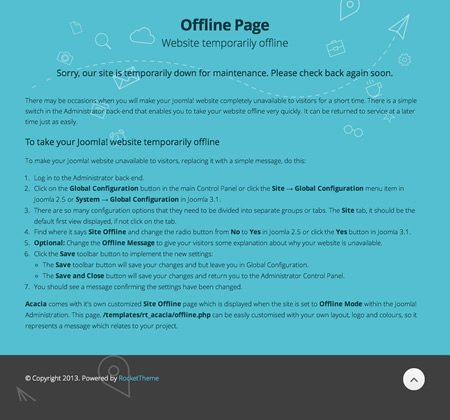 Offline Page
Website temporarily offline
Sorry, our site is temporarily down for maintenance. Please check back again soon.
There may be occasions when you will make your Joomla! website completely unavailable to visitors for a short time. There is a simple
switch in the Administrator back-end that enables you to take your website offline very quickly. It can be returned to service at a later
time just as easily.
To take your Joomla! website temporarily offline
To make your Joomla! website unavailable to visitors, replacing it with a simple message, do this:
1. Log in to the Administrator back-end.
2. Click on the Global Configuration button in the main Control Panel or click the Site → Global Configuration menu item in
Joomla 2.5 or System → Global Configuration in Joomla 3.1.
3. There are so many configuration options that they need to be divided into separate groups or tabs. The Site tab, it should be the
default first view displayed, if not click on the tab.
4. Find where it says Site Offline and change the radio button from No to Yes in Joomla 2.5 or click the Yes button in Joomla 3.1.
5. Optional: Change the Offline Message to give your visitors some explanation about why your website is unavailable.
6. Click the Save toolbar button to implement the new settings:
The Save toolbar button will save your changes and but leave you in Global Configuration.
The Save and Close button will save your changes and return you to the Administrator Control Panel.
7. You should see a message confirming the settings have been changed.
Acacia comes with it's own customized Site Offline page which is displayed when the site is set to Offline Mode within the Joomla!
Administration. This page, /templates/rt_acacia/offline.php can be easily customised with your own layout, logo and colours, so it
represents a message which relates to your project.
© Copyright 2013. Powered by RocketTheme